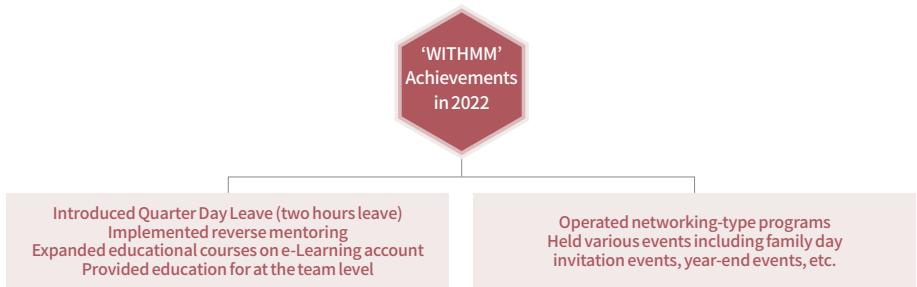 ‘WITHMM’
Achievements
in 2022
Introduced Quarter Day Leave (two hours leave)
Implemented reverse mentoring
Expanded educational courses on e-Learning account
Provided education for at the team level
Operated networking-type programs
Held various events including family day
invitation events, year-end events, etc.